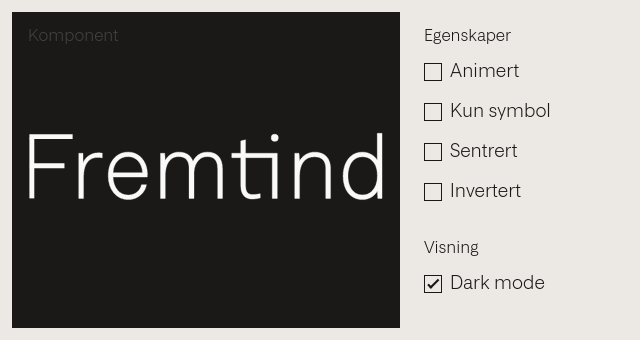 Komponent
Fremtind
Egenskaper
Animert
Kun symbol
Sentrert
Invertert
Visning
Dark mode